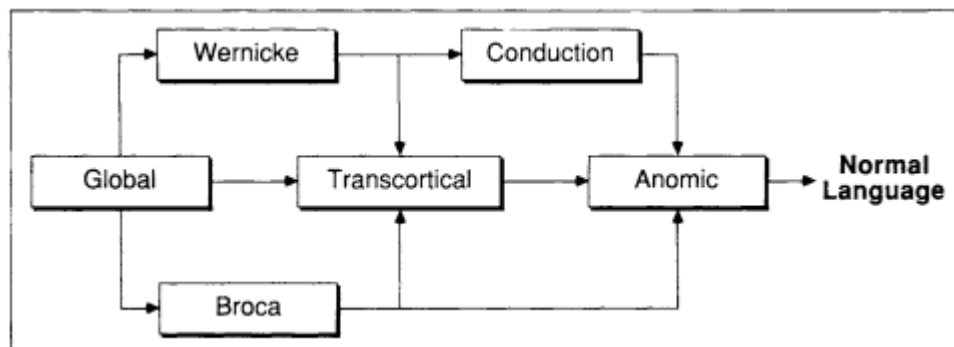 Wernicke
Conduction
Global
Transcortical
Anomic
Normal
Language
Broca